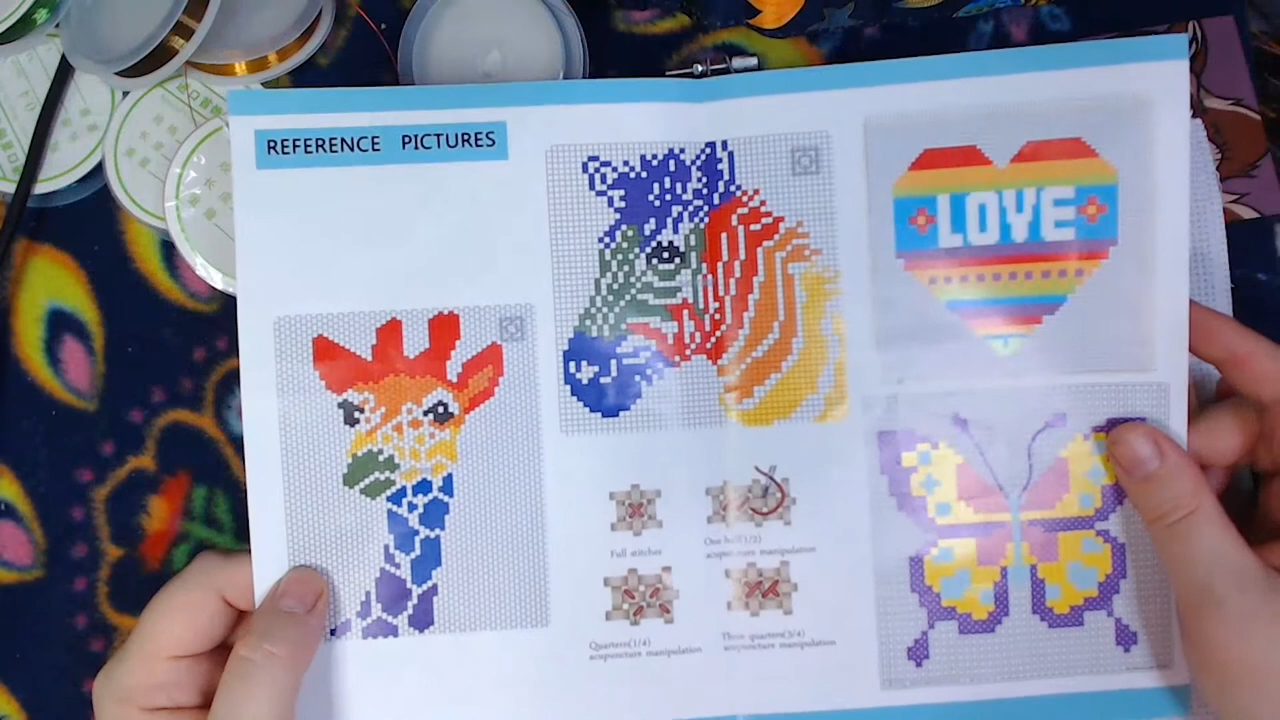 REFERENCE PICTURES
LOVE
Full stitches
One half(1/2)
acupuncture manipulation
Quarters(1/4)
acupuncture manipulation
Three quarters(3/4)
acupuncture manipulation